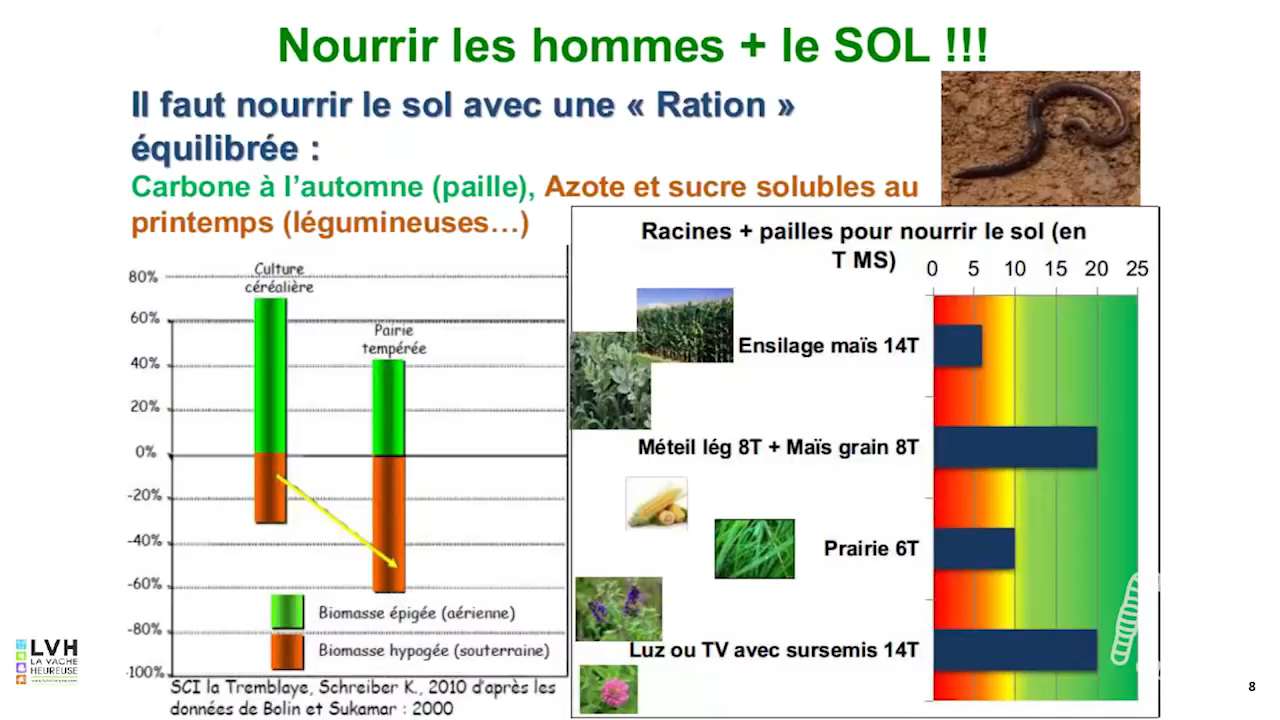 Nourrir les hommes + le SOL !!!
Il faut nourrir le sol avec une « Ration »
équilibrée :
Carbone à l’automne (paille), Azote et sucre solubles au
printemps (légumineuses…)
80%
60%
40%
20%
0%
-20%
-40%
-60%
-80%
-100%
Culture
céréalière
Pairie
tempérée
Biomasse épigée (aérienne)
Biomasse hypogée (souterraine)
SCI la Tremblaye, Schreiber K., 2010 d’après les
données de Bolin et Sukamar : 2000
Racines + pailles pour nourrir le sol (en
T MS)
0 5 10 15 20 25
Ensilage maïs 14T
Méteil lég 8T + Maïs grain 8T
Prairie 6T
Luz ou TV avec sursemis 14T
LVH
LA VACHE
HEUREUSE
8